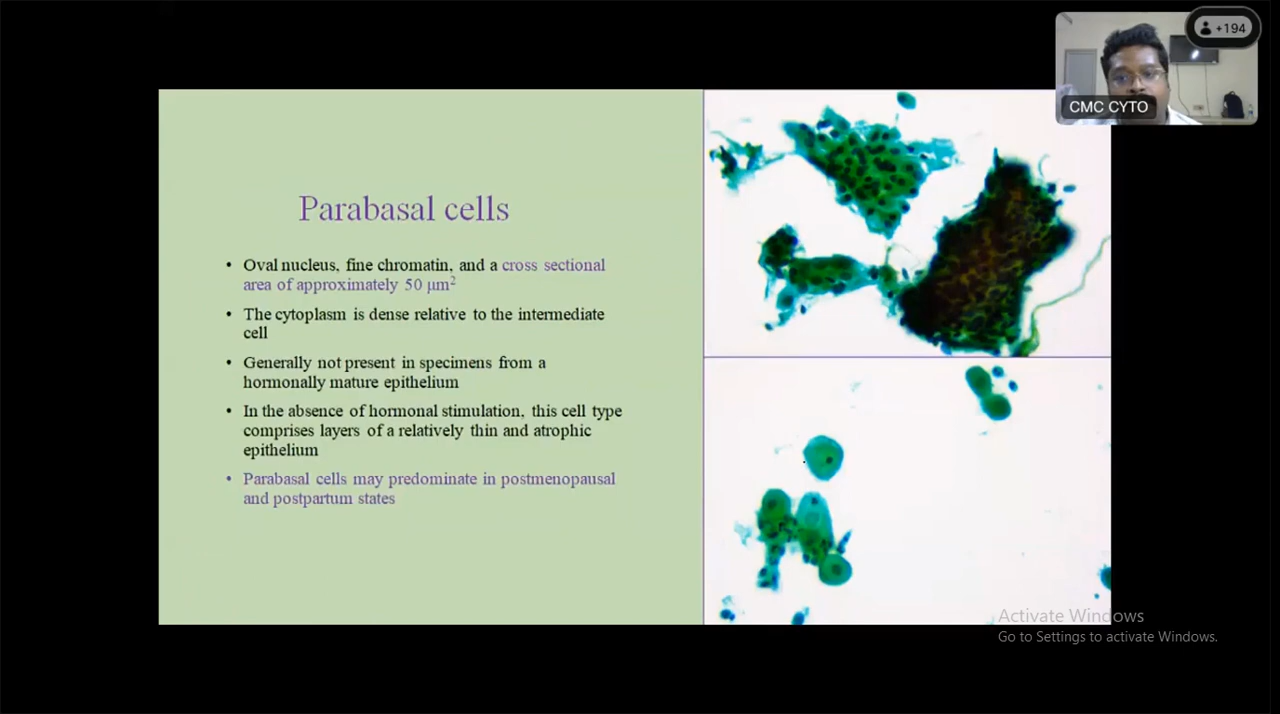 +194
CMC CYTO
Parabasal cells
• Oval nucleus, fine chromatin, and a cross sectional
area of approximately 50 µm²
• The cytoplasm is dense relative to the intermediate
cell
• Generally not present in specimens from a
hormonally mature epithelium
• In the absence of hormonal stimulation, this cell type
comprises layers of a relatively thin and atrophic
epithelium
• Parabasal cells may predominate in postmenopausal
and postpartum states
Activate Windows
Go to Settings to activate Windows.